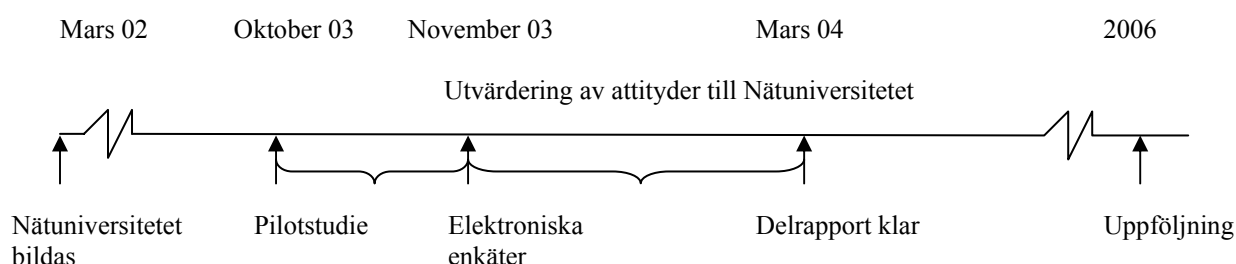 Mars 02 Oktober 03 November 03 Mars 04 2006
Utvärdering av attityder till Nätuniversitetet
Nätuniversitetet Pilotstudie Elektroniska Delrapport klar Uppföljning
bildas enkäter